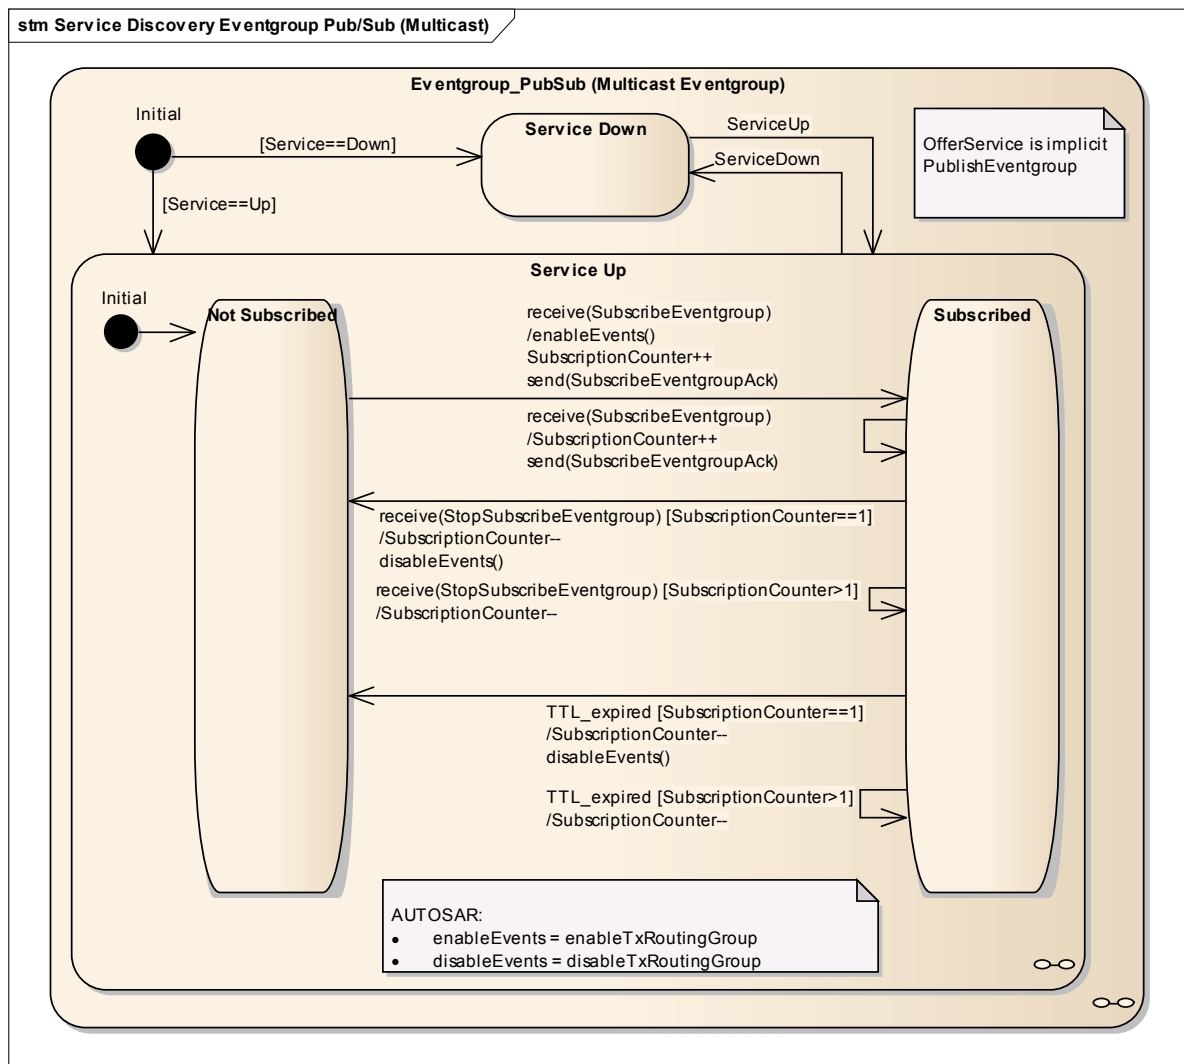 stm Service Discovery Eventgroup Pub/Sub (Multicast)
Eventgroup_PubSub (Multicast Eventgroup)
Initial
Service Down
ServiceUp
[Service==Down]
ServiceDown
OfferService is implicit
PublishEventgroup
[Service==Up]
Service Up
Initial
Not Subscribed
receive(SubscribeEventgroup)
/enableEvents()
SubscriptionCounter++
send(SubscribeEventgroupAck)
Subscribed
receive(SubscribeEventgroup)
/SubscriptionCounter++
send(SubscribeEventgroupAck)
receive(StopSubscribeEventgroup) [SubscriptionCounter==1]
/SubscriptionCounter--
disableEvents()
receive(StopSubscribeEventgroup) [SubscriptionCounter>1]
/SubscriptionCounter--
TTL_expired [SubscriptionCounter==1]
/SubscriptionCounter--
disableEvents()
TTL_expired [SubscriptionCounter>1]
/SubscriptionCounter--
AUTOSAR:
• enableEvents = enableTxRoutingGroup
• disableEvents = disableTxRoutingGroup